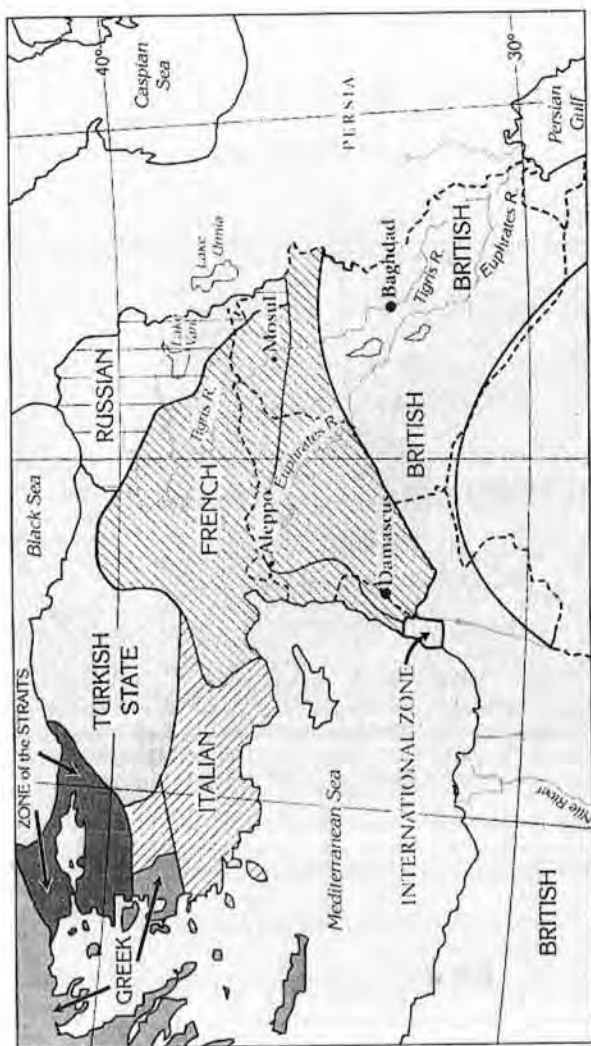 ZONE of the STRAITS
Black Sea
Caspian
Sea
40°
RUSSIAN
TURKISH
STATE
Lake
Van
Lake
Urmia
GREEK
ITALIAN
FRENCH
Tigris R.
Mosul
Aleppo
Euphrates R.
PERSIA
Mediterranean Sea
Damascus
Baghdad
Tigris R.
BRITISH
Euphrates R.
INTERNATIONAL ZONE
BRITISH
30°
Persian
Gulf
Nile River
BRITISH